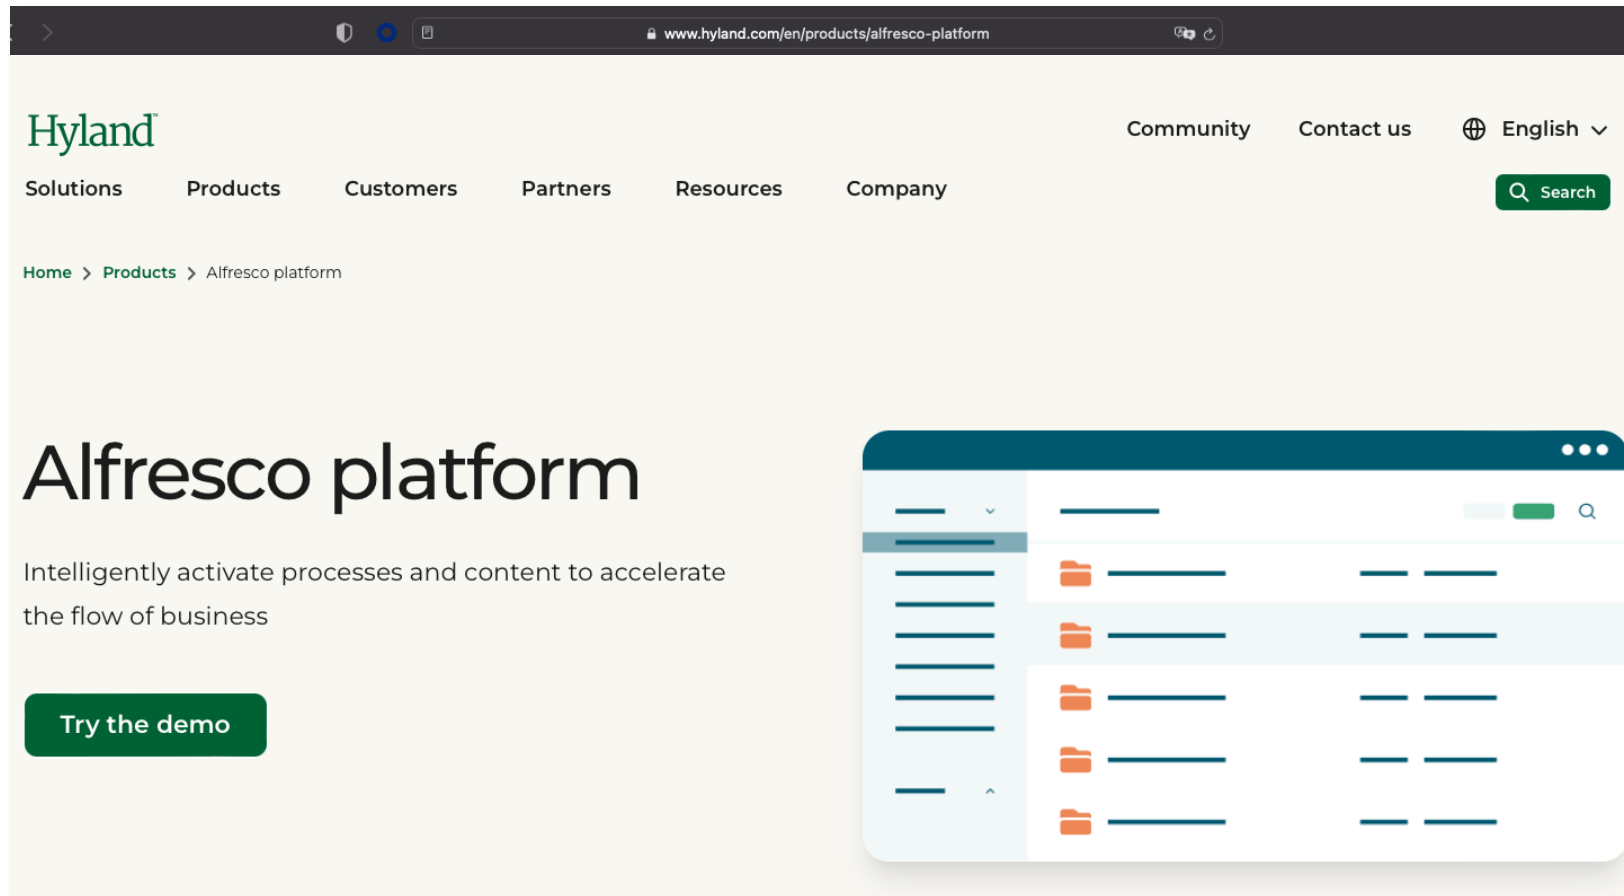 www.hyland.com/en/products/alfresco-platform
Hyland™
Community Contact us English
Solutions Products Customers Partners Resources Company
Search
Home > Products > Alfresco platform
Alfresco platform
Intelligently activate processes and content to accelerate
the flow of business
Try the demo